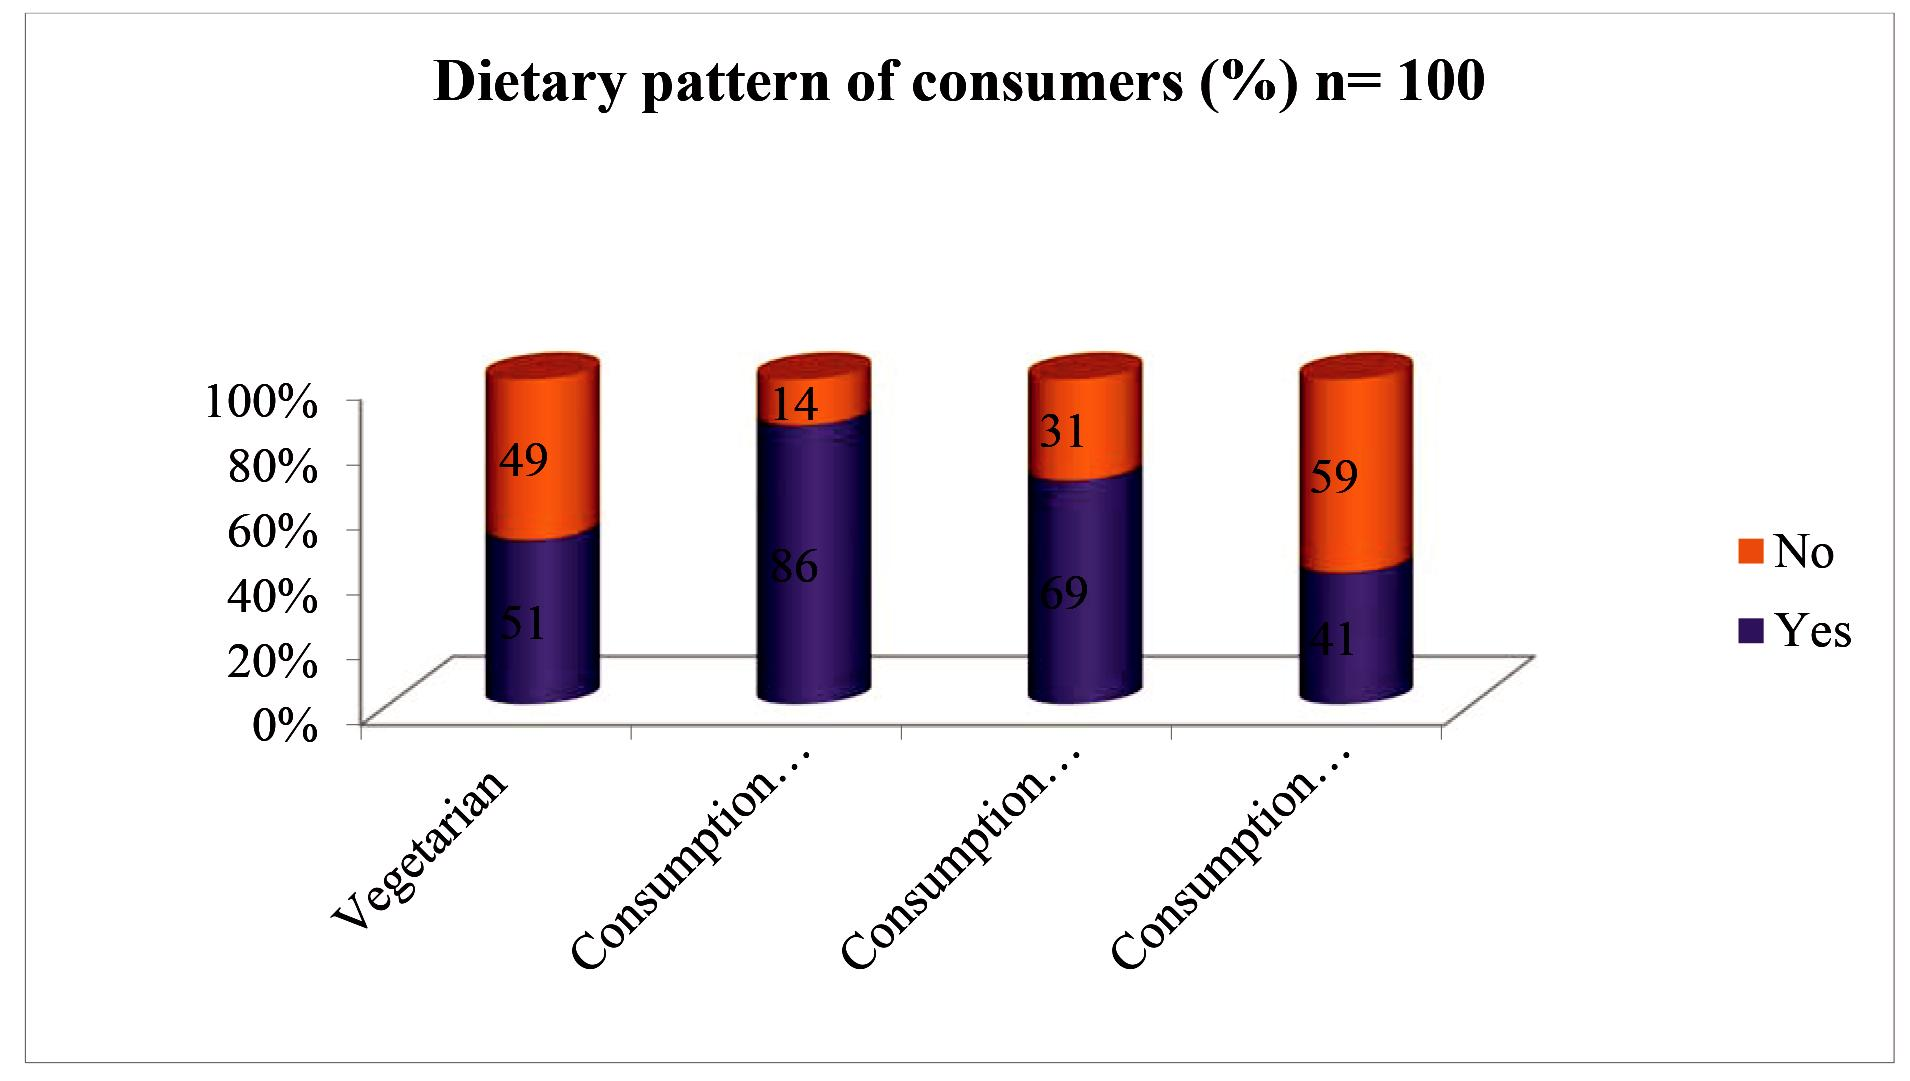 Dietary pattern of consumers (%) n= 100
100%
80%
60%
40%
20%
0%
49
51
14
86
31
69
59
41
Vegetarian
Consumption…
Consumption…
Consumption…
No
Yes